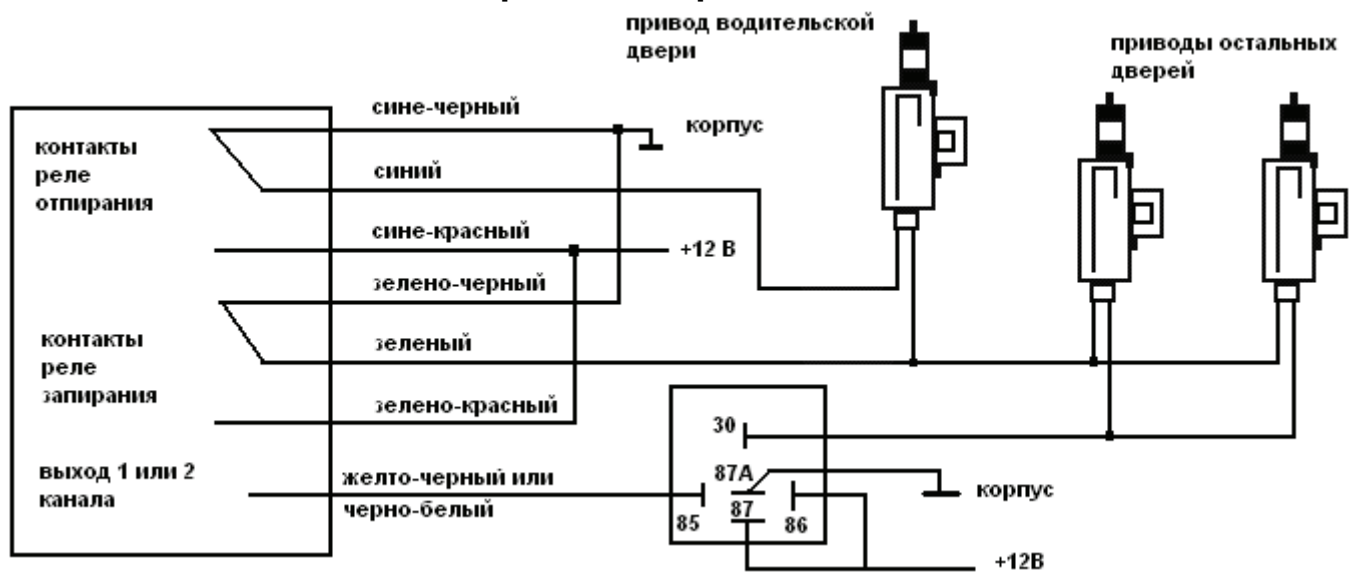 привод водительской
двери
приводы остальных
дверей
сине-черный
корпус
контакты
реле
отпирания
синий
сине-красный
+12 В
зелено-черный
контакты
реле
запирания
зеленый
зелено-красный
30
выход 1 или 2
канала
желто-черный или
черно-белый
87А
85
87
86
корпус
+12В